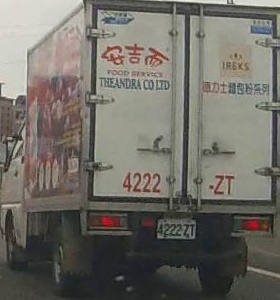 安吉而
FOOD SERVICE
THEANDRA CO LTD
IREKS
德力士麵包粉系列
4222 -ZT
4222 ZT